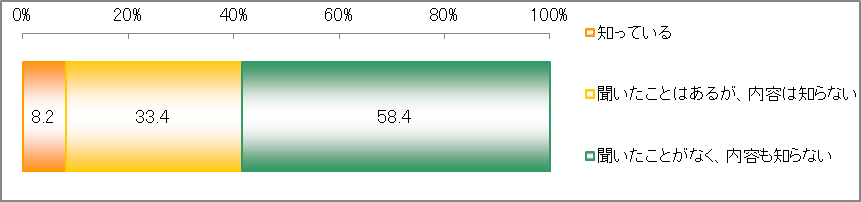 0% 20% 40% 60% 80% 100%
知っている
聞いたことはあるが、内容は知らない
8.2 33.4 58.4
聞いたことがなく、内容も知らない